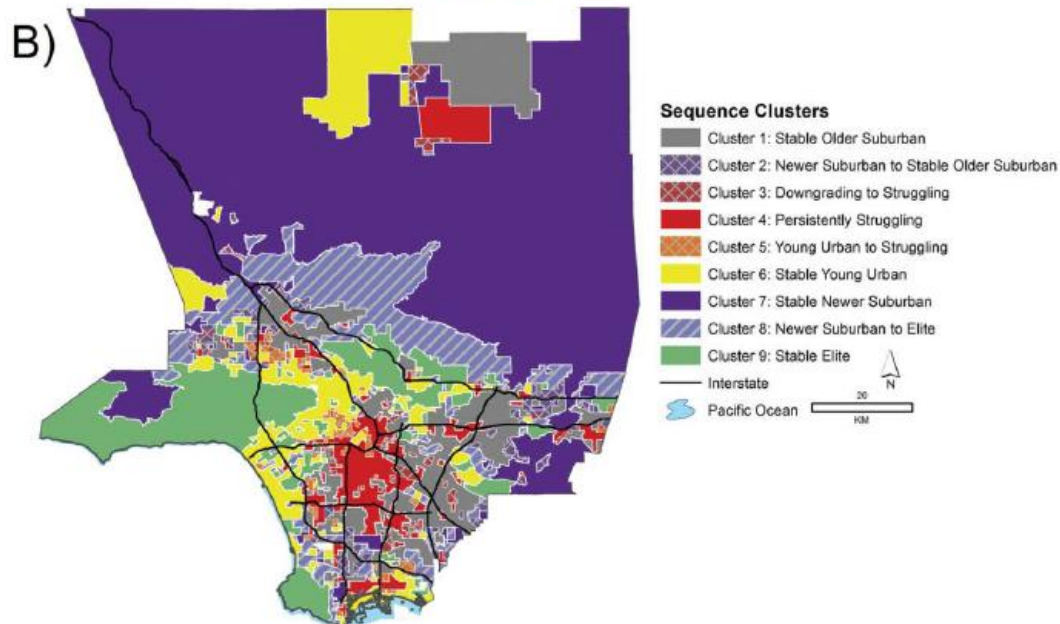 B)
Sequence Clusters
Cluster 1: Stable Older Suburban
Cluster 2: Newer Suburban to Stable Older Suburban
Cluster 3: Downgrading to Struggling
Cluster 4: Persistently Struggling
Cluster 5: Young Urban to Struggling
Cluster 6: Stable Young Urban
Cluster 7: Stable Newer Suburban
Cluster 8: Newer Suburban to Elite
Cluster 9: Stable Elite
Interstate
N
Pacific Ocean
20
KM